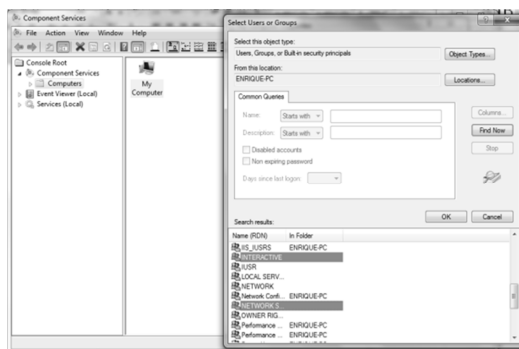 Component Services
File Action View Window Help
Console Root
Component Services
Computers
Event Viewer (Local)
Services (Local)
My
Computer
Select Users or Groups
Select this object type:
Users, Groups, or Built-in security principals
Object Types...
From this location:
ENRIQUE-PC
Locations...
Common Queries
Name: Starts with
Columns...
Description: Starts with
Find Now
Disabled accounts
Stop
Non expiring password
Days since last logon:
OK Cancel
Search results:
Name (RDN) In Folder
IIS_IUSRS ENRIQUE-PC
INTERACTIVE
IUSR
LOCAL SERV...
NETWORK
Network Confi... ENRIQUE-PC
NETWORK S...
OWNER RIG...
Performance ... ENRIQUE-PC
Performance ... ENRIQUE-PC